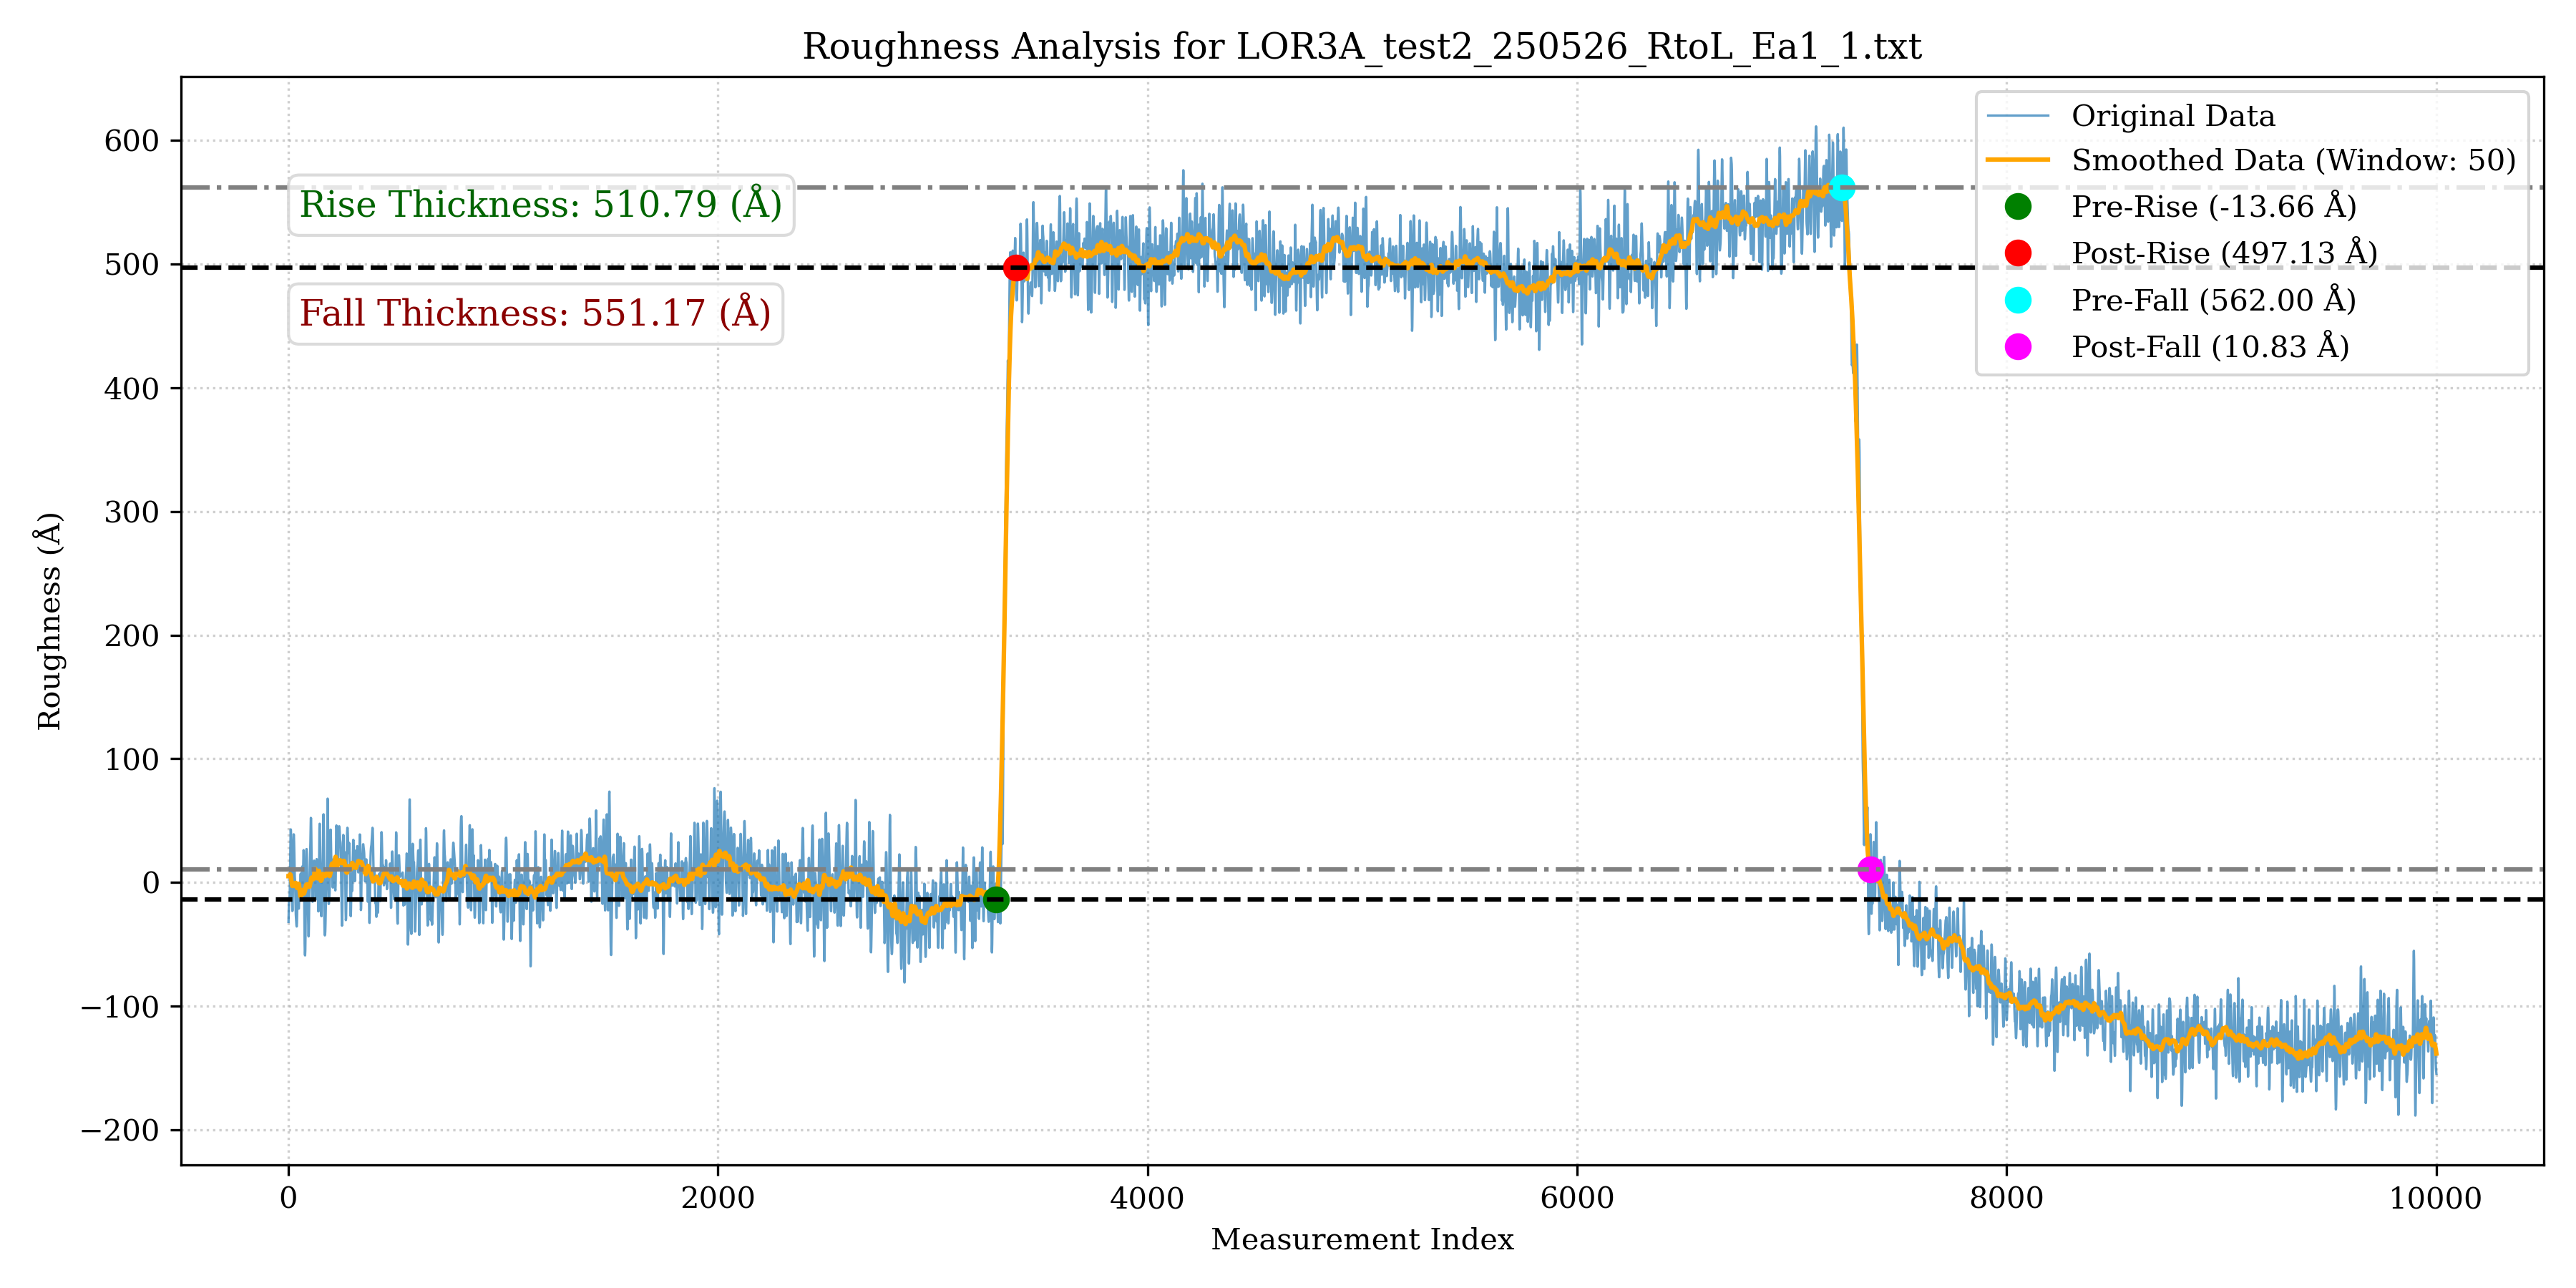 Roughness Analysis for LOR3A_test2_250526_RtoL_Ea1_1.txt
Original Data
Smoothed Data (Window: 50)
Pre-Rise (-13.66 Å)
Post-Rise (497.13 Å)
Pre-Fall (562.00 Å)
Post-Fall (10.83 Å)
Rise Thickness: 510.79 (Å)
Fall Thickness: 551.17 (Å)
Roughness (Å)
600
500
400
300
200
100
0
−100
−200
0
2000
4000
6000
8000
10000
Measurement Index